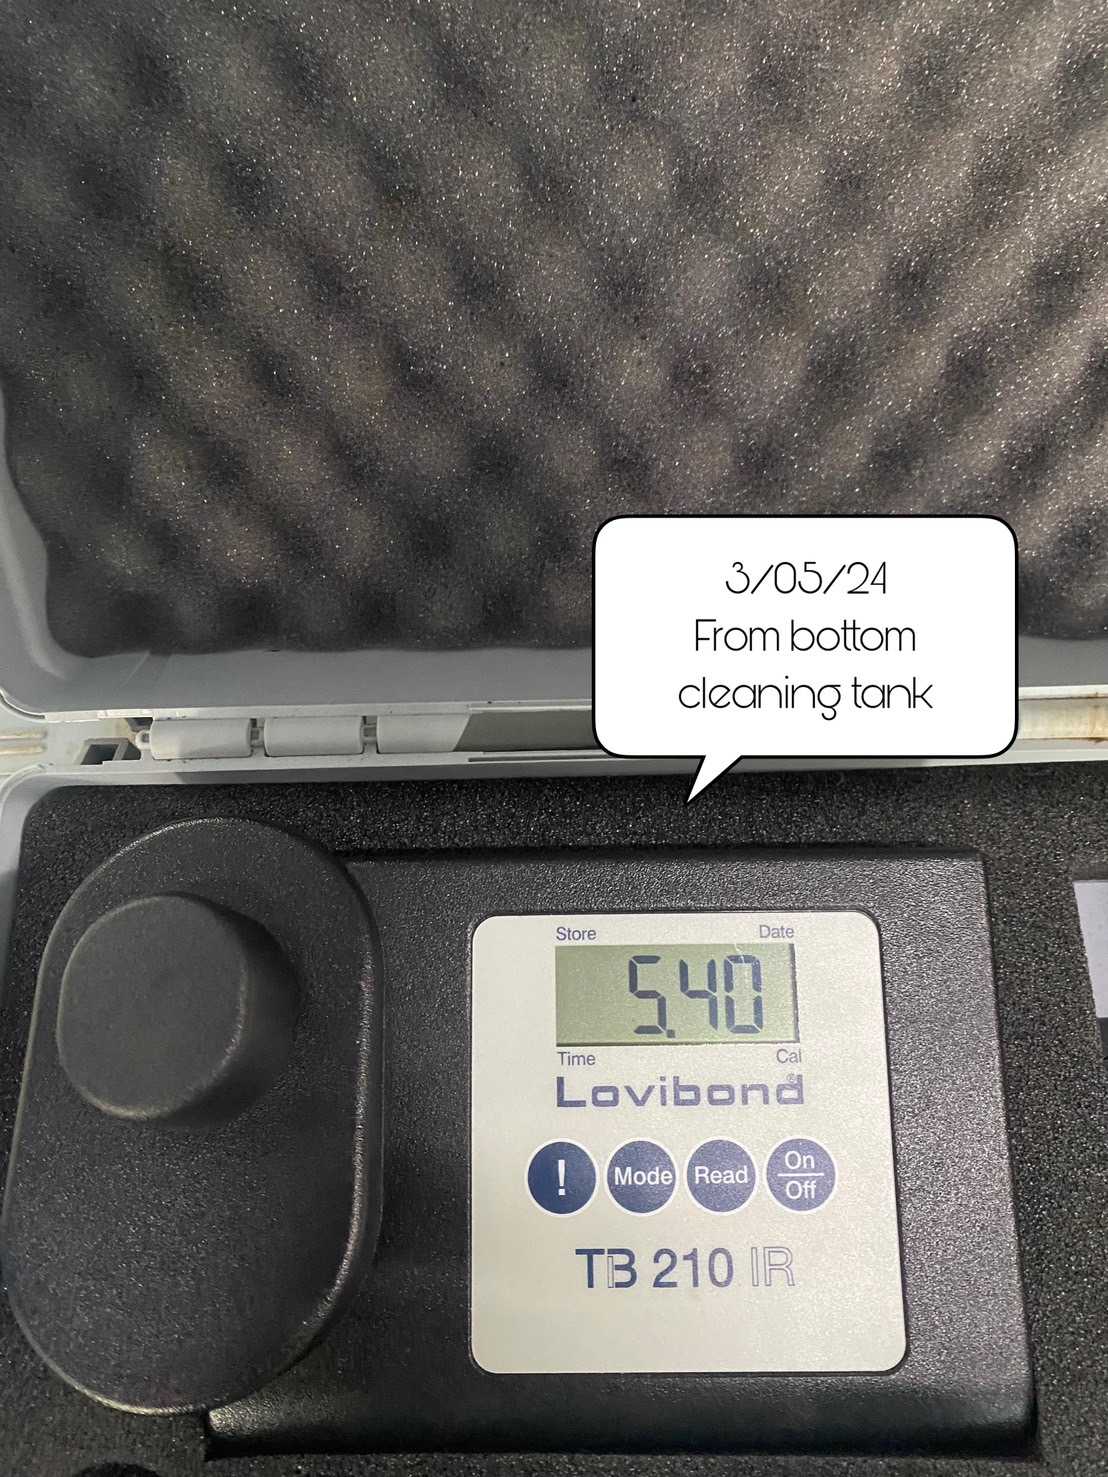 3/05/24
From bottom
cleaning tank
Store Date
5.40
Time Cal
Lovibond®
! Mode Read On Off
TB 210 IR